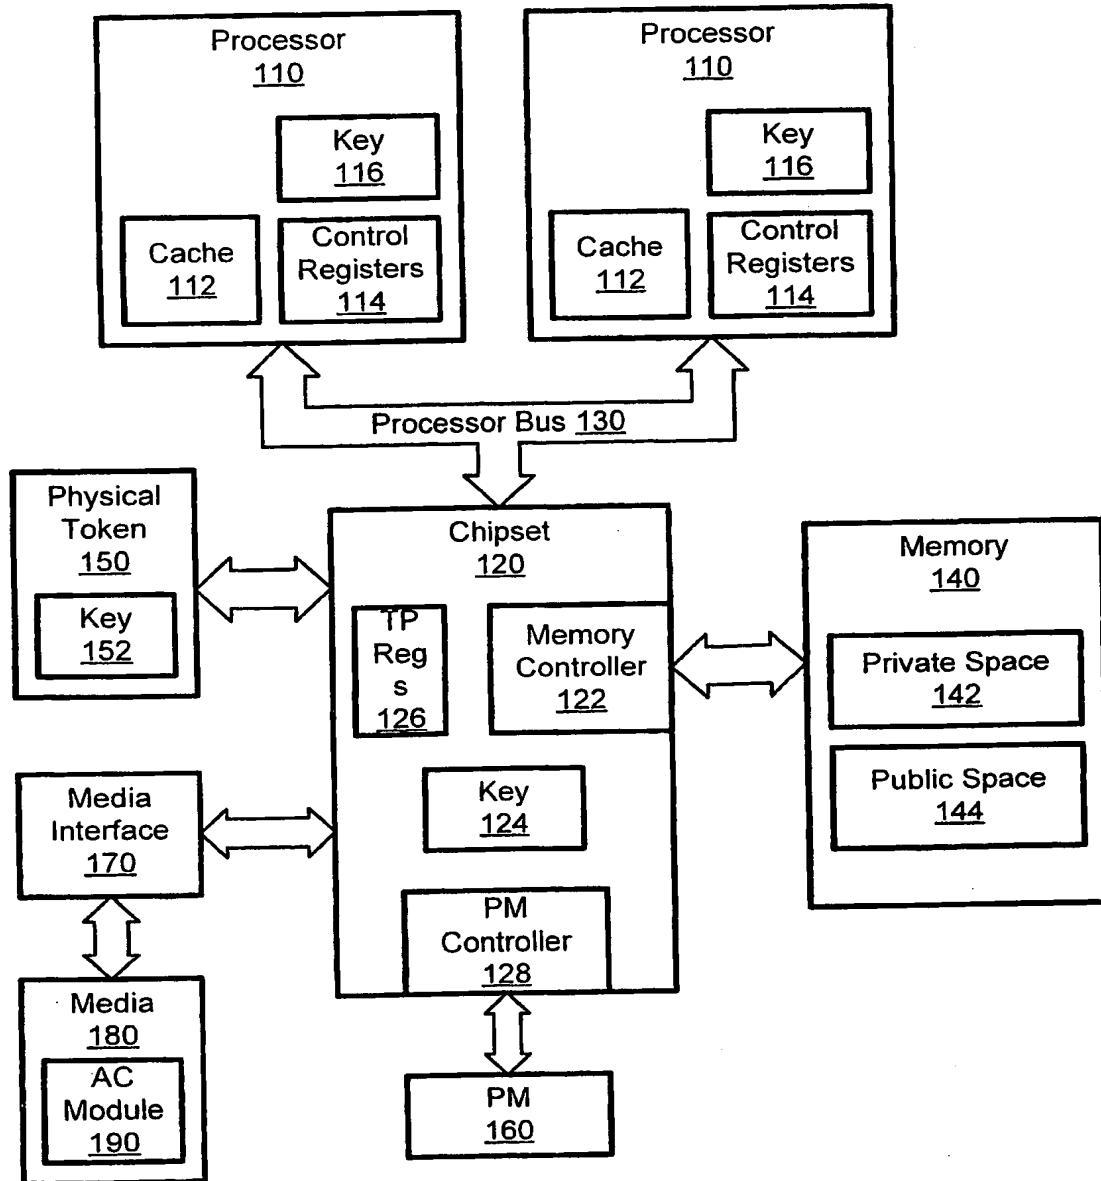 Processor
110
Key
116
Cache
112
Control
Registers
114
Processor
110
Key
116
Cache
112
Control
Registers
114
Processor Bus 130
Physical
Token
150
Key
152
Chipset
120
TP
Reg
s
126
Memory
Controller
122
Key
124
PM
Controller
128
Memory
140
Private Space
142
Public Space
144
Media
Interface
170
Media
180
AC
Module
190
PM
160